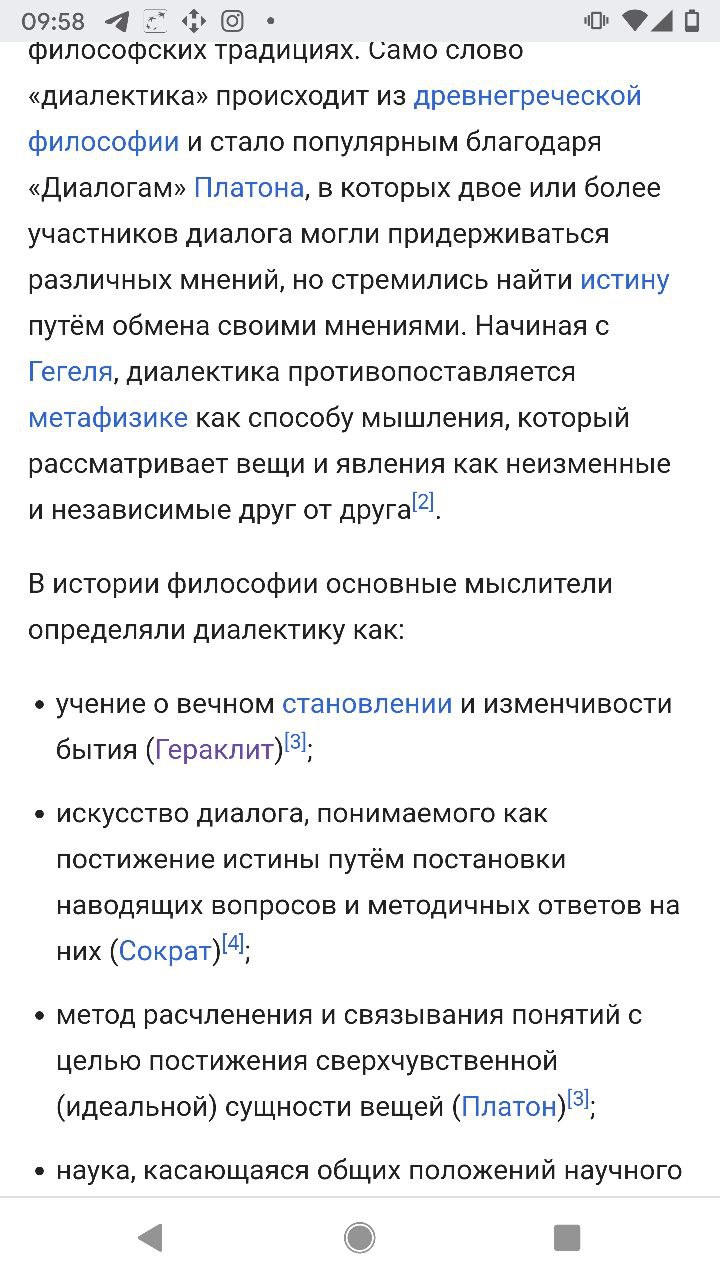 09:58
философских традициях. Само слово
«диалектика» происходит из древнегреческой
философии и стало популярным благодаря
«Диалогам» Платона, в которых двое или более
участников диалога могли придерживаться
различных мнений, но стремились найти истину
путём обмена своими мнениями. Начиная с
Гегеля, диалектика противопоставляется
метафизике как способу мышления, который
рассматривает вещи и явления как неизменные
и независимые друг от друга[2].
В истории философии основные мыслители
определяли диалектику как:
• учение о вечном становлении и изменчивости
бытия (Гераклит)[3];
• искусство диалога, понимаемого как
постижение истины путём постановки
наводящих вопросов и методичных ответов на
них (Сократ)[4];
• метод расчленения и связывания понятий с
целью постижения сверхчувственной
(идеальной) сущности вещей (Платон)[3];
• наука, касающаяся общих положений научного